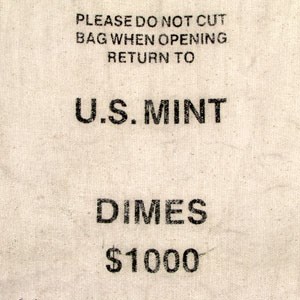 PLEASE DO NOT CUT
BAG WHEN OPENING
RETURN TO
U.S. MINT
DIMES
$1000